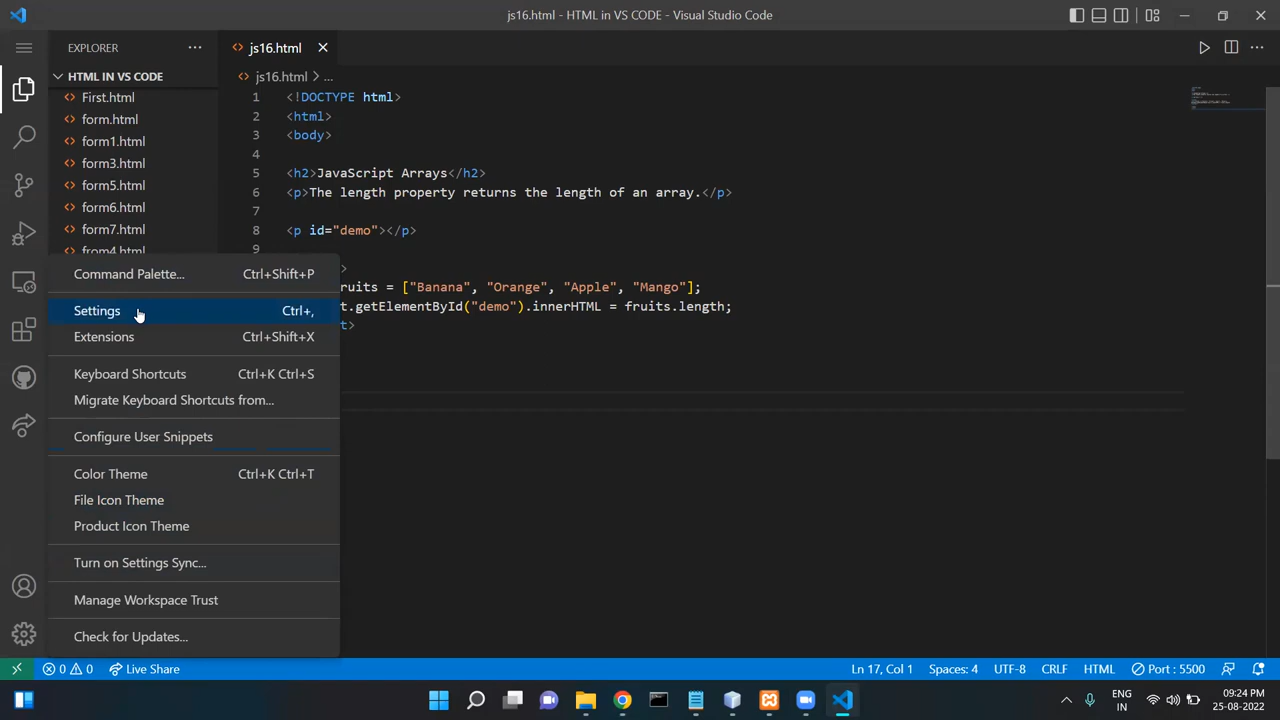 js16.html - HTML in VS CODE - Visual Studio Code
EXPLORER
HTML IN VS CODE
First.html
form.html
form1.html
form3.html
form5.html
form6.html
form7.html
from4.html
js16.html
js16.html > ...
1 <!DOCTYPE html>
2 <html>
3 <body>
4
5 <h2>JavaScript Arrays</h2>
6 <p>The length property returns the length of an array.</p>
7
8 <p id="demo"></p>
9
>
ruits = ["Banana", "Orange", "Apple", "Mango"];
t.getElementById("demo").innerHTML = fruits.length;
t>
Command Palette... Ctrl+Shift+P
Settings Ctrl+,
Extensions Ctrl+Shift+X
Keyboard Shortcuts Ctrl+K Ctrl+S
Migrate Keyboard Shortcuts from...
Configure User Snippets
Color Theme Ctrl+K Ctrl+T
File Icon Theme
Product Icon Theme
Turn on Settings Sync...
Manage Workspace Trust
Check for Updates...
0 0 Live Share
Ln 17, Col 1 Spaces: 4 UTF-8 CRLF HTML Port : 5500
ENG
IN
09:24 PM
25-08-2022